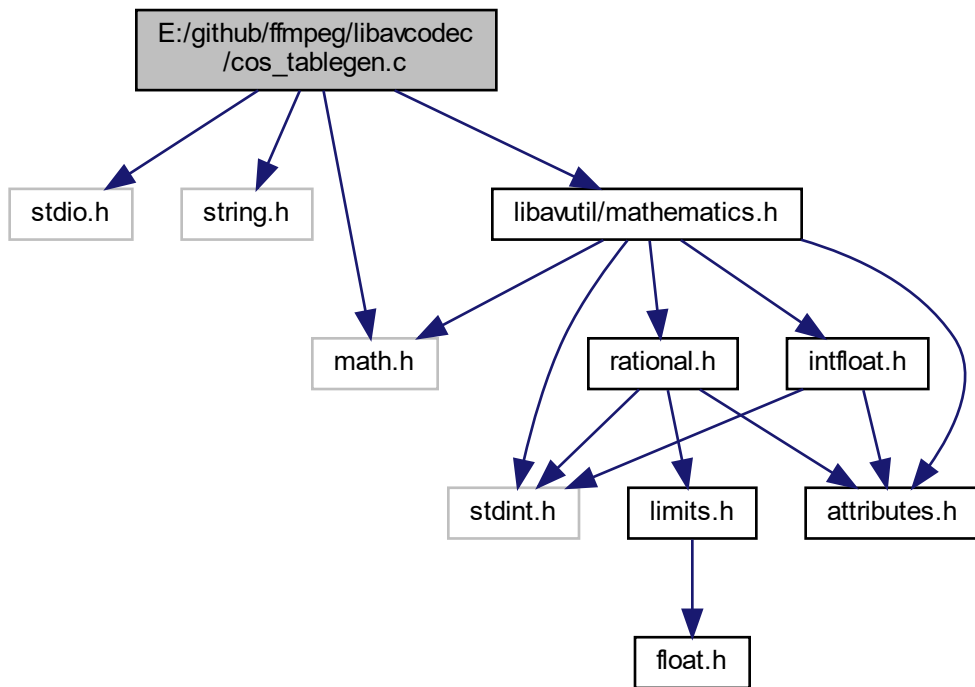 E:/github/ffmpeg/libavcodec
/cos_tablegen.c
stdio.h
string.h
libavutil/mathematics.h
math.h
rational.h
intfloat.h
stdint.h
limits.h
attributes.h
float.h